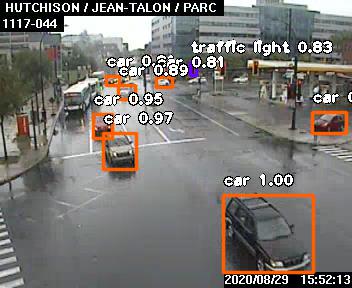 HUTCHISON / JEAN-TALON / PARC
1117-044
traffic light 0.83
car 0.81
car 0.89
car 0.95
car 0.97
car 1.00
2020/08/29 15:52:13